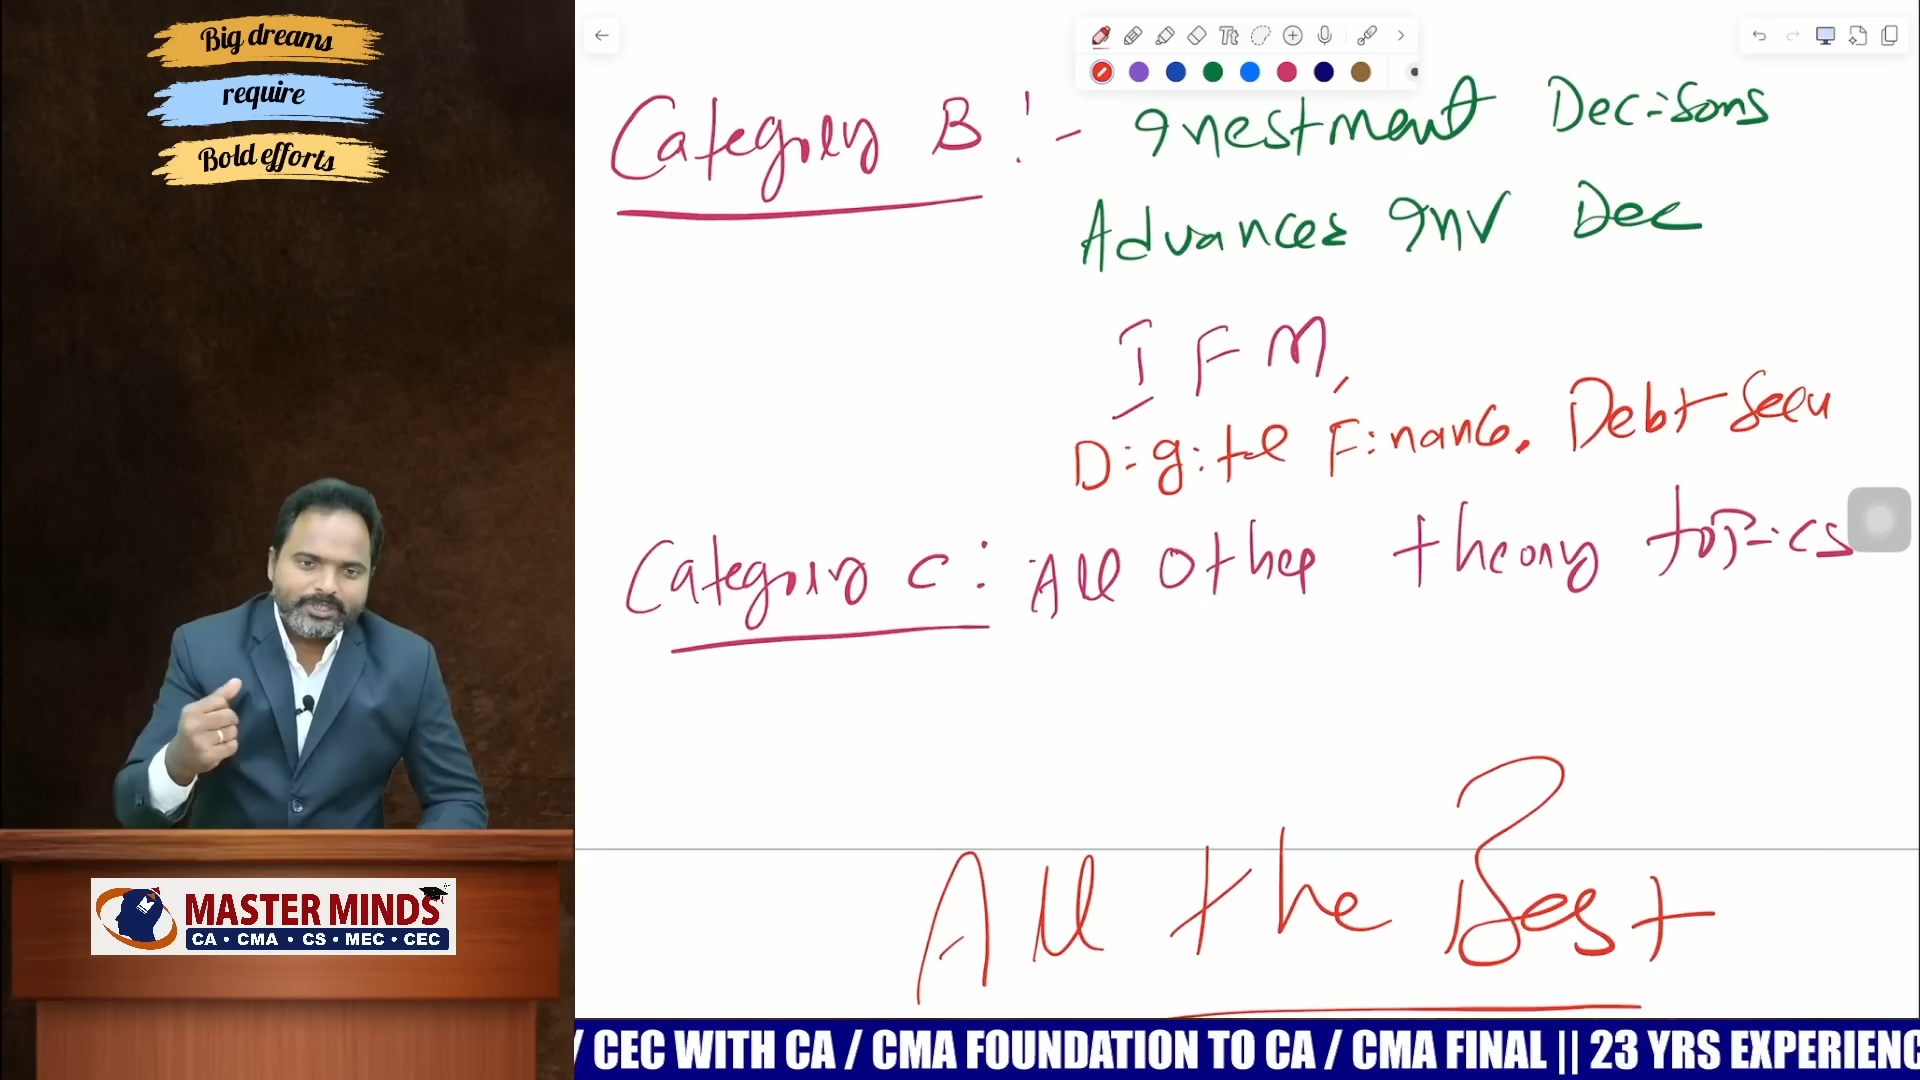 Big dreams
require
Bold efforts
Tt
Category B :- Investment Decisions
Advances Inv Dec
I F M,
Digital Finance, Debt Secu
Category C: All Other theory topics
All the Best
MASTER MINDS
CA • CMA • CS • MEC • CEC
/ CEC WITH CA / CMA FOUNDATION TO CA / CMA FINAL || 23 YRS EXPERIENC